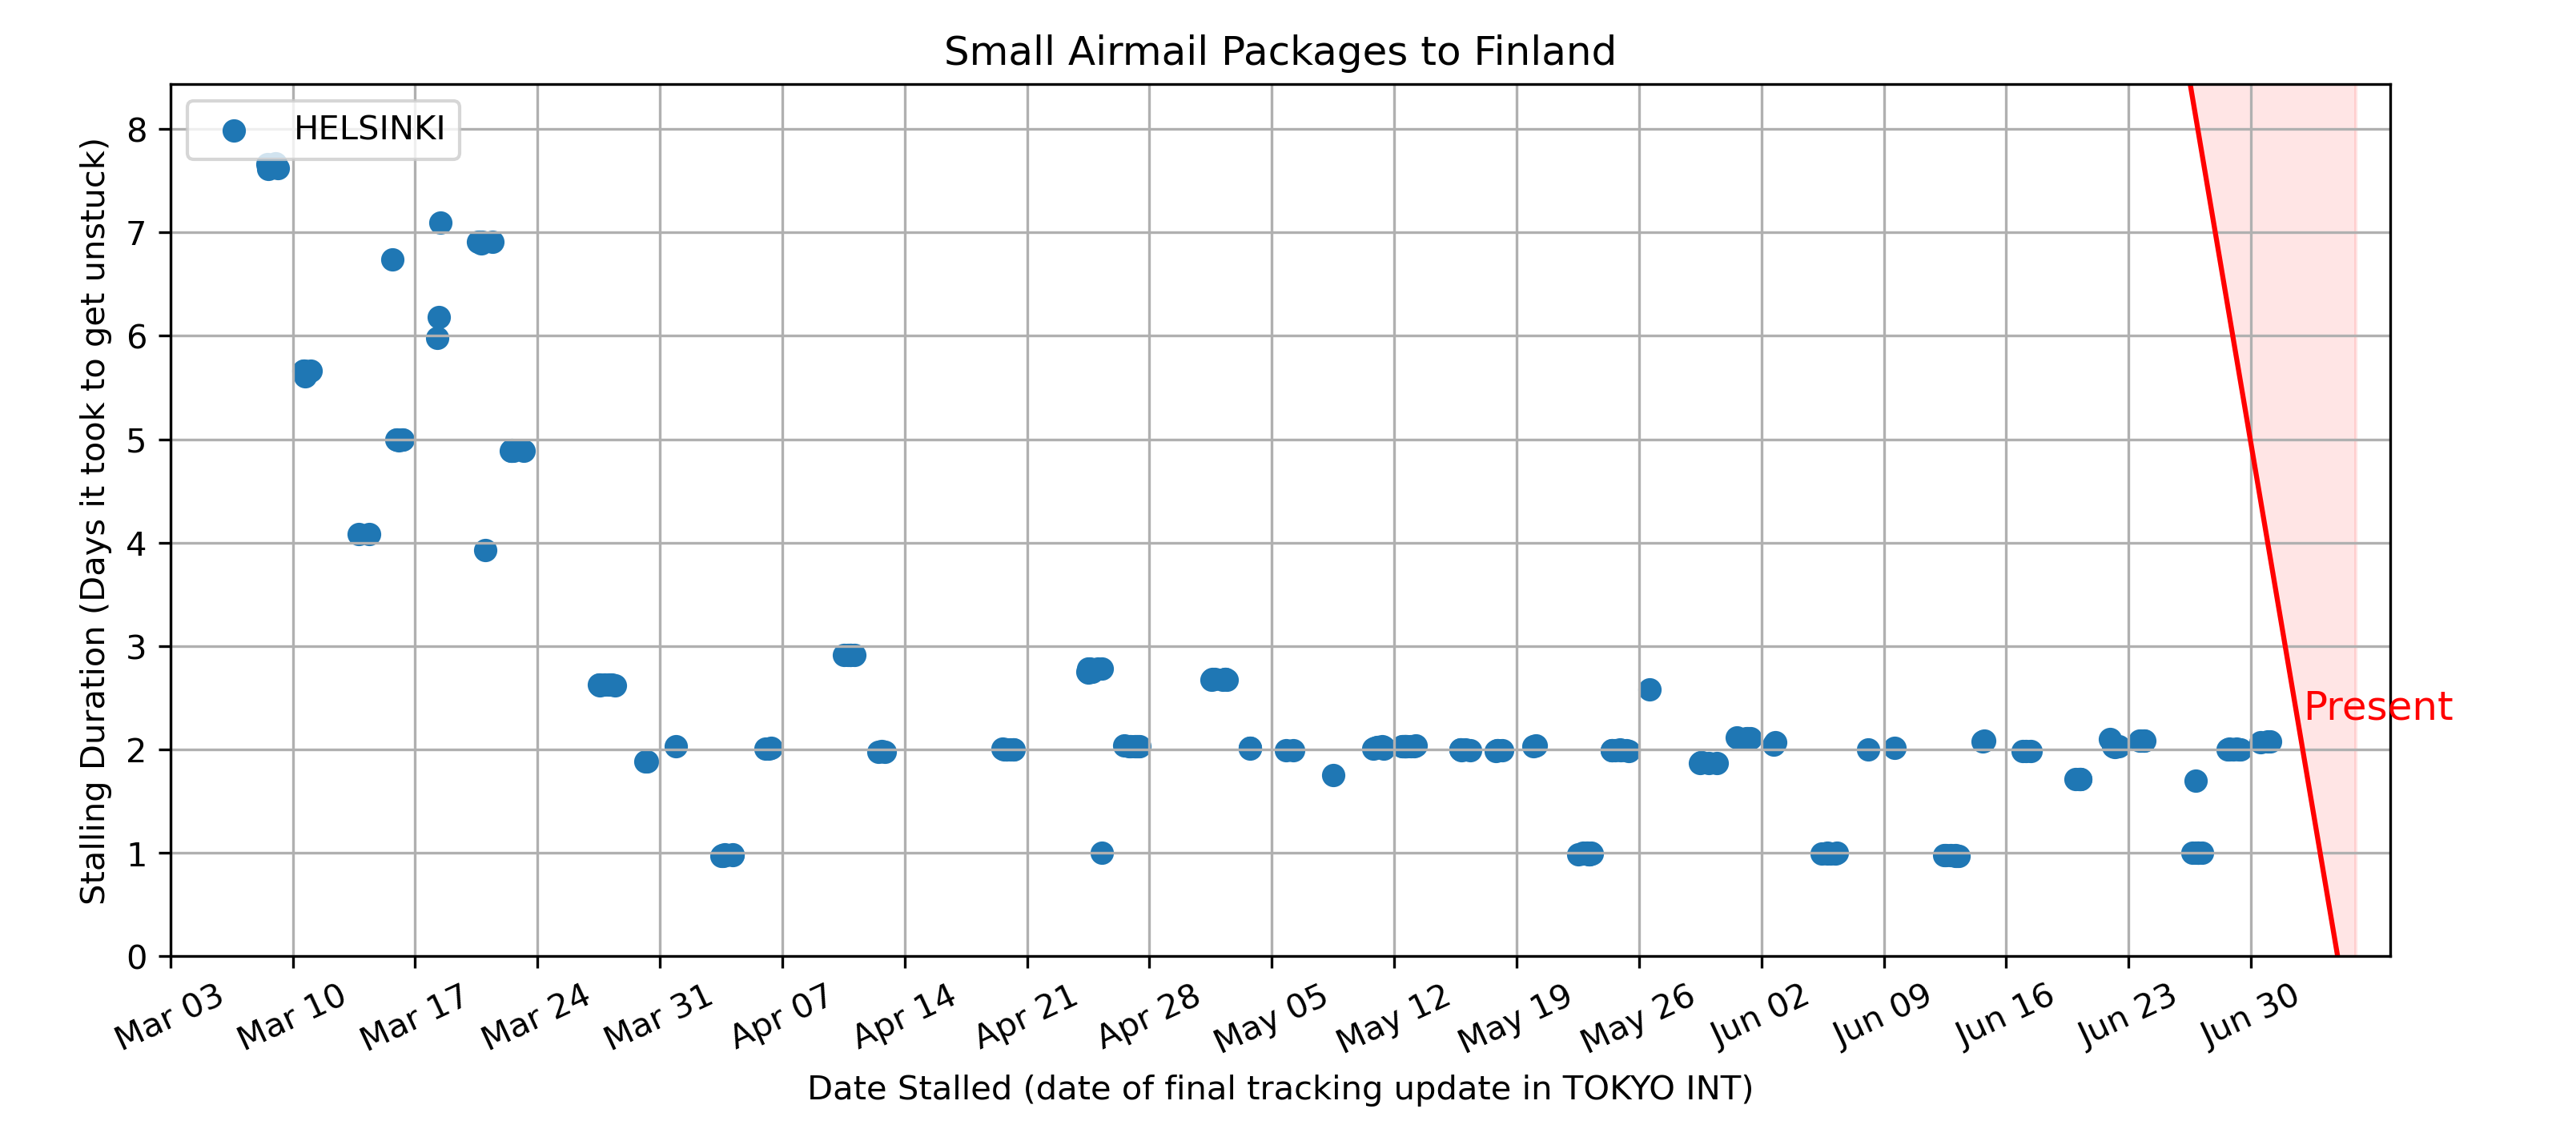 Small Airmail Packages to Finland
HELSINKI
Stalling Duration (Days it took to get unstuck)
8
7
6
5
4
3
2
1
0
Present
Mar 03
Mar 10
Mar 17
Mar 24
Mar 31
Apr 07
Apr 14
Apr 21
Apr 28
May 05
May 12
May 19
May 26
Jun 02
Jun 09
Jun 16
Jun 23
Jun 30
Date Stalled (date of final tracking update in TOKYO INT)